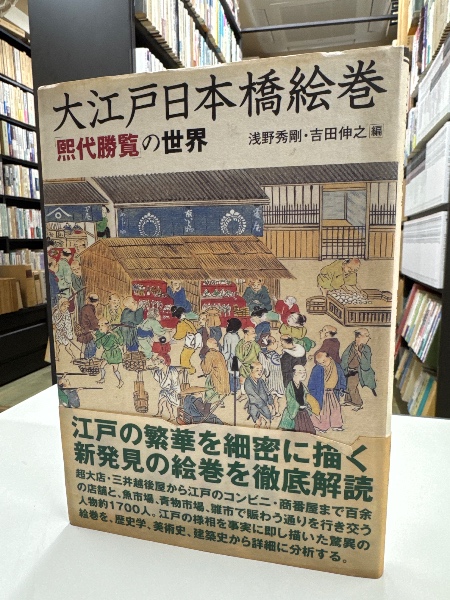 大江戸日本橋絵巻
「熈代勝覧」の世界
浅野秀剛・吉田伸之 編
江戸の繁華を細密に描く
新発見の絵巻を徹底解読
超大店・三井越後屋から江戸のコンビニ・商番屋まで百余
の店舗と、魚市場、青物市場、雛市で賑わう通りを行き交う
人物約1700人。江戸の様相を事実に即し描いた驚異の
絵巻を、歴史学、美術史、建築史から詳細に分析する。